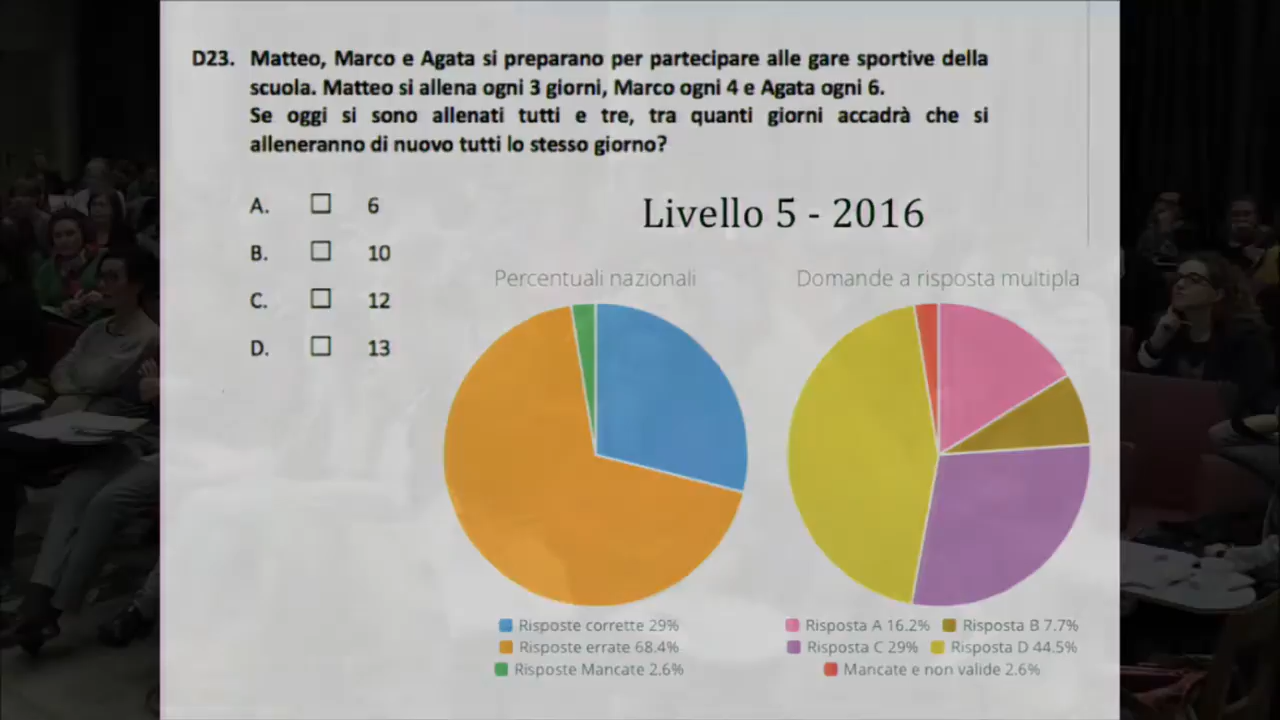 D23. Matteo, Marco e Agata si preparano per partecipare alle gare sportive della
scuola. Matteo si allena ogni 3 giorni, Marco ogni 4 e Agata ogni 6.
Se oggi si sono allenati tutti e tre, tra quanti giorni accadrà che si
alleneranno di nuovo tutti lo stesso giorno?
A. ☐ 6
B. ☐ 10
C. ☐ 12
D. ☐ 13
Livello 5 - 2016
Percentuali nazionali
Risposte corrette 29%
Risposte errate 68.4%
Risposte Mancate 2.6%
Domande a risposta multipla
Risposta A 16.2% Risposta B 7.7%
Risposta C 29% Risposta D 44.5%
Mancate e non valide 2.6%